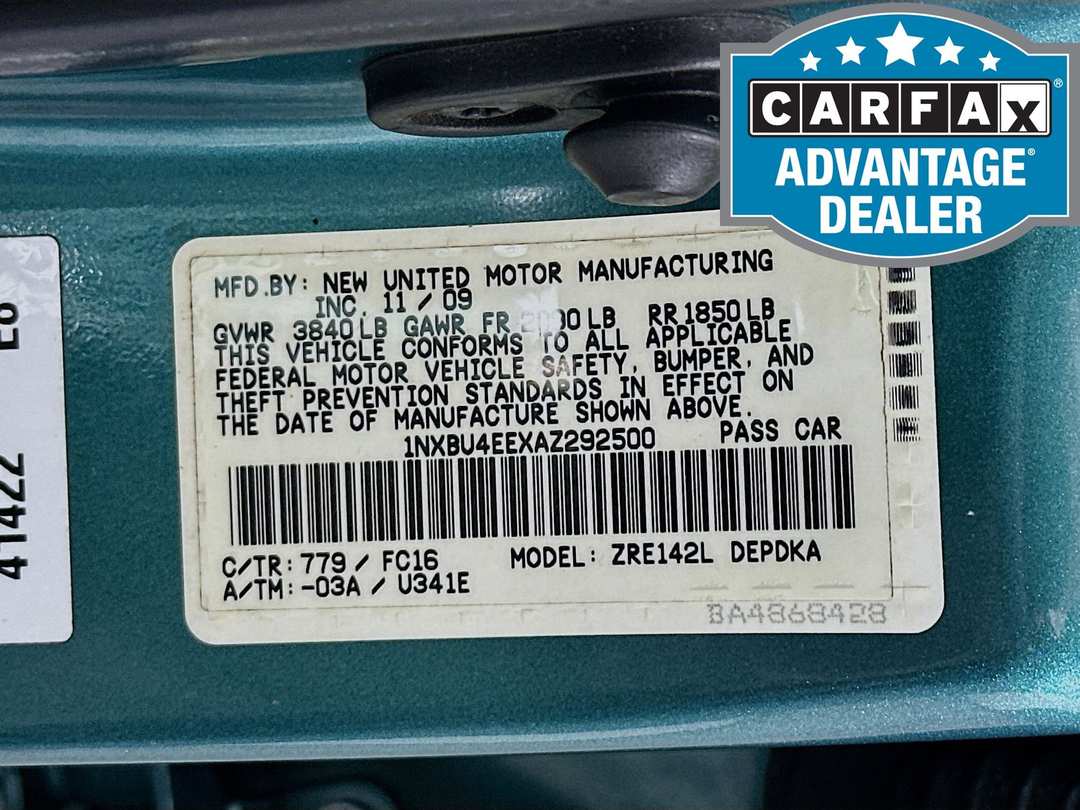 CARFAX®
ADVANTAGE®
DEALER
MFD.BY: NEW UNITED MOTOR MANUFACTURING
INC. 11 / 09
GVWR 3840 LB GAWR FR LB RR 1850 LB
THIS VEHICLE CONFORMS TO ALL APPLICABLE
FEDERAL MOTOR VEHICLE SAFETY, BUMPER, AND
THEFT PREVENTION STANDARDS IN EFFECT ON
THE DATE OF MANUFACTURE SHOWN ABOVE.
1NXBU4EEXAZ292500 PASS CAR
C/TR: 779 / FC16 MODEL: ZRE142L DEPDKA
A/TM: -03A / U341E
BA4868428
41422